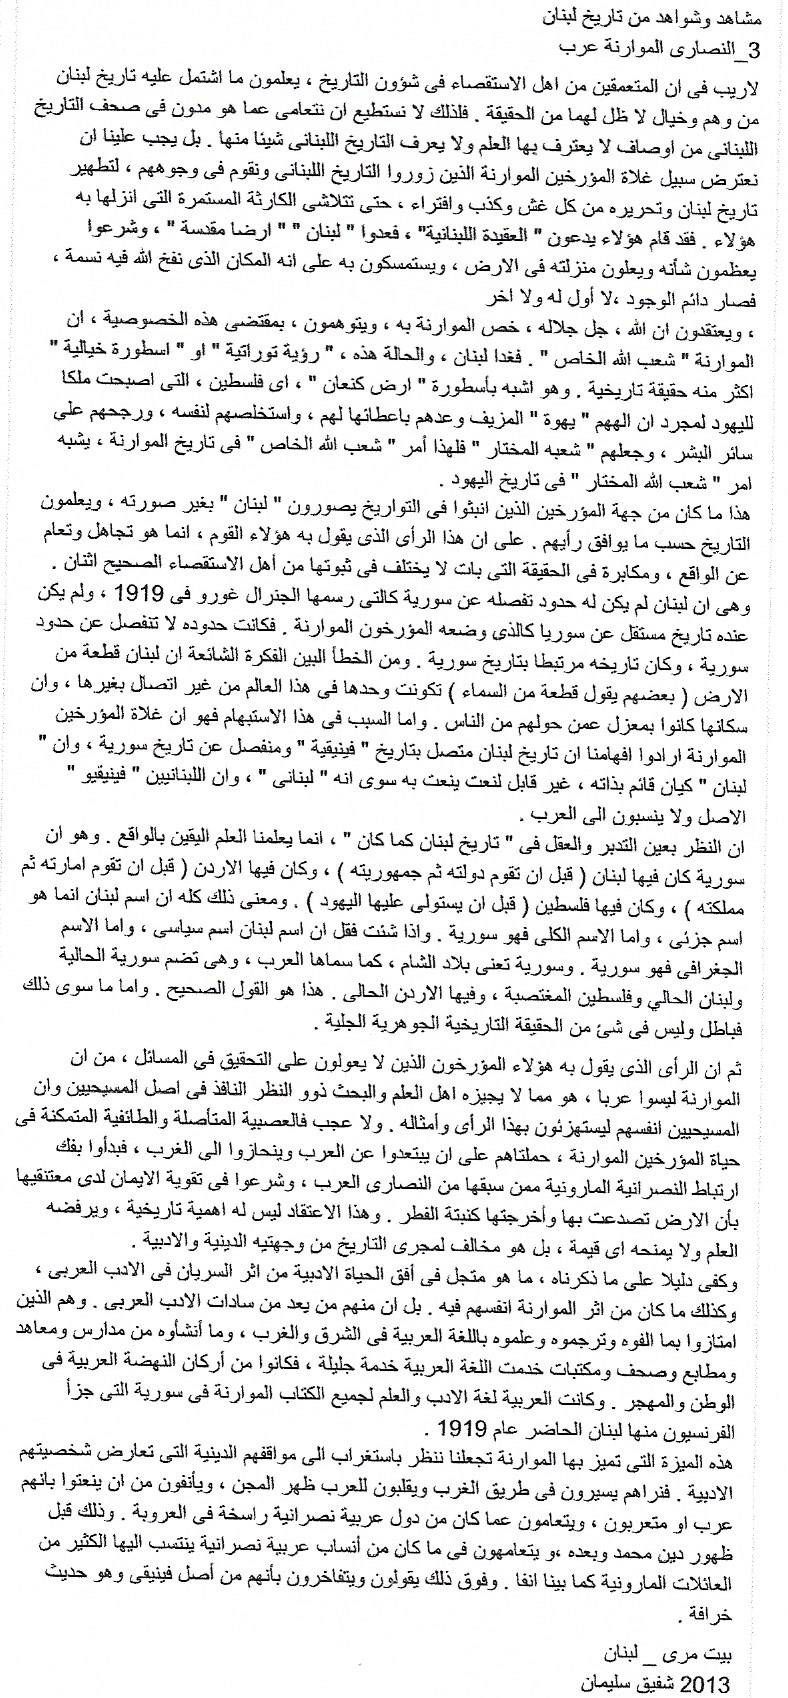 مشاهد وشواهد من تاريخ لبنان
3_النصارى الموارنة عرب
لاريب فى ان المتعمقين من اهل الاستقصاء فى شؤون التاريخ ، يعلمون ما اشتمل عليه تاريخ لبنان
من وهم وخيال لا ظل لهما من الحقيقة . فلذلك لا نستطيع ان نتعامى عما هو مدون فى صحف التاريخ
اللبنانى من اوصاف لا يعترف بها العلم ولا يعرف التاريخ اللبنانى شيئا منها . بل يجب علينا ان
نعترض سبيل غلاة المؤرخين الموارنة الذين زوروا التاريخ اللبنانى ونقوم فى وجوههم ، لتطهير
تاريخ لبنان وتحريره من كل غش وكذب وافتراء ، حتى تتلاشى الكارثة المستمرة التى انزلها به
هؤلاء . فقد قام هؤلاء يدعون " العقيدة اللبنانية" ، فعدوا " لبنان " " ارضا مقدسة " ، وشرعوا
يعظمون شأنه ويعلون منزلته فى الارض ، ويستمسكون به على انه المكان الذى نفخ الله فيه نسمة ،
فصار دائم الوجود ،لا أول له ولا اخر
، ويعتقدون ان الله ، جل جلاله ، خص الموارنة به ، ويتوهمون ، بمقتضى هذه الخصوصية ، ان
الموارنة " شعب الله الخاص " . فغدا لبنان ، والحالة هذه ، " رؤية توراتية " او " اسطورة خيالية "
اكثر منه حقيقة تاريخية . وهو اشبه بأسطورة " ارض كنعان " ، اى فلسطين ، التى اصبحت ملكا
لليهود لمجرد ان الههم " يهوة " المزيف وعدهم باعطائها لهم ، واستخلصهم لنفسه ، ورجحهم على
سائر البشر ، وجعلهم " شعبه المختار " فلهذا أمر " شعب الله الخاص " فى تاريخ الموارنة ، يشبه
امر " شعب الله المختار " فى تاريخ اليهود .
هذا ما كان من جهة المؤرخين الذين انبثوا فى التواريخ يصورون " لبنان " بغير صورته ، ويعلمون
التاريخ حسب ما يوافق رأيهم . على ان هذا الرأى الذى يقول به هؤلاء القوم ، انما هو تجاهل وتعام
عن الواقع ، ومكابرة فى الحقيقة التى بات لا يختلف فى ثبوتها من أهل الاستقصاء الصحيح اثنان .
وهى ان لبنان لم يكن له حدود تفصله عن سورية كالتى رسمها الجنرال غورو فى 1919 ، ولم يكن
عنده تاريخ مستقل عن سوريا كالذى وضعه المؤرخون الموارنة . فكانت حدوده لا تنفصل عن حدود
سورية ، وكان تاريخه مرتبطا بتاريخ سورية . ومن الخطأ البين الفكرة الشائعة ان لبنان قطعة من
الارض ( بعضهم يقول قطعة من السماء ) تكونت وحدها فى هذا العالم من غير اتصال بغيرها ، وان
سكانها كانوا بمعزل عمن حولهم من الناس . واما السبب فى هذا الاستبهام فهو ان غلاة المؤرخين
الموارنة ارادوا افهامنا ان تاريخ لبنان متصل بتاريخ " فينيقية " ومنفصل عن تاريخ سورية ، وان "
لبنان " كيان قائم بذاته ، غير قابل لنعت ينعت به سوى انه " لبنانى " ، وان اللبنانيين " فينيقيو "
الاصل ولا ينسبون الى العرب .
ان النظر بعين التدبر والعقل فى " تاريخ لبنان كما كان " ، انما يعلمنا العلم اليقين بالواقع . وهو ان
سورية كان فيها لبنان ( قبل ان تقوم دولته ثم جمهوريته ) ، وكان فيها الاردن ( قبل ان تقوم امارته ثم
مملكته ) ، وكان فيها فلسطين ( قبل ان يستولى عليها اليهود ) . ومعنى ذلك كله ان اسم لبنان انما هو
اسم جزئى ، واما الاسم الكلى فهو سورية . واذا شئت فقل ان اسم لبنان اسم سياسى ، واما الاسم
الجغرافى فهو سورية . وسورية تعنى بلاد الشام ، كما سماها العرب ، وهى تضم سورية الحالية
ولبنان الحالي وفلسطين المغتصبة ، وفيها الاردن الحالى . هذا هو القول الصحيح . واما ما سوى ذلك
فباطل وليس فى شئ من الحقيقة التاريخية الجوهرية الجلية .
ثم ان الرأى الذى يقول به هؤلاء المؤرخون الذين لا يعولون على التحقيق فى المسائل ، من ان
الموارنة ليسوا عربا ، هو مما لا يجيزه اهل العلم والبحث ذوو النظر النافذ فى اصل المسيحيين وان
المسيحيين انفسهم ليستهزئون بهذا الرأى وأمثاله . ولا عجب فالعصبية المتأصلة والطائفية المتمكنة فى
حياة المؤرخين الموارنة ، حملتاهم على ان يبتعدوا عن العرب وينحازوا الى الغرب ، فبدأوا بفك
ارتباط النصرانية المارونية ممن سبقها من النصارى العرب ، وشرعوا فى تقوية الايمان لدى معتنقيها
بأن الارض تصدعت بها وأخرجتها كنبتة الفطر . وهذا الاعتقاد ليس له اهمية تاريخية ، ويرفضه
العلم ولا يمنحه اى قيمة ، بل هو مخالف لمجرى التاريخ من وجهتيه الدينية والادبية .
وكفى دليلا على ما ذكرناه ، ما هو متجل فى أفق الحياة الادبية من اثر السريان فى الادب العربى ،
وكذلك ما كان من اثر الموارنة انفسهم فيه . بل ان منهم من يعد من سادات الادب العربى . وهم الذين
امتازوا بما الفوه وترجموه وعلموه باللغة العربية فى الشرق والغرب ، وما أنشأوه من مدارس ومعاهد
ومطابع وصحف ومكتبات خدمت اللغة العربية خدمة جليلة ، فكانوا من أركان النهضة العربية فى
الوطن والمهجر . وكانت العربية لغة الادب والعلم لجميع الكتاب الموارنة فى سورية التى جزأ
الفرنسيون منها لبنان الحاضر عام 1919 .
هذه الميزة التى تميز بها الموارنة تجعلنا ننظر باستغراب الى مواقفهم الدينية التى تعارض شخصيتهم
الادبية . فنراهم يسيرون فى طريق الغرب ويقلبون للعرب ظهر المجن ، ويأنفون من ان ينعتوا بانهم
عرب او متعربون ، ويتعامون عما كان من دول عربية نصرانية راسخة فى العروبة . وذلك قبل
ظهور دين محمد وبعده ،و يتعامهون فى ما كان من أنساب عربية نصرانية ينتسب اليها الكثير من
العائلات المارونية كما بينا انفا . وفوق ذلك يقولون ويتفاخرون بأنهم من أصل فينيقى وهو حديث
خرافة .
بيت مرى _ لبنان
2013 شفيق سليمان